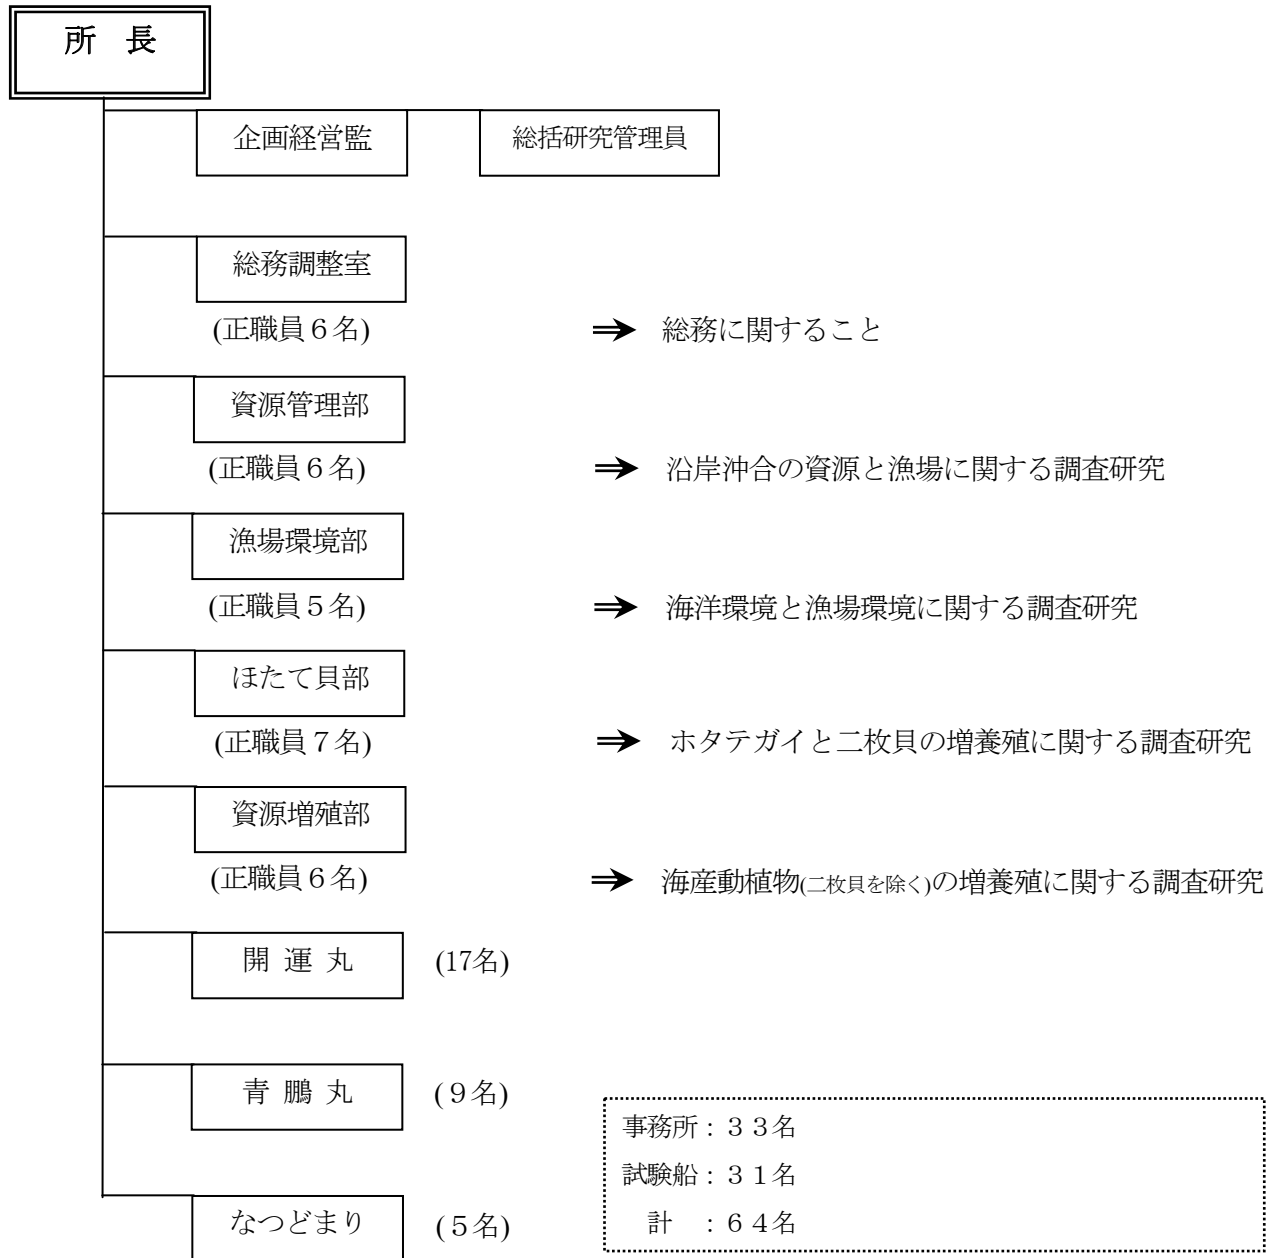 所 長
企画経営監 総括研究管理員
総務調整室
(正職員６名) ⇒ 総務に関すること
資源管理部
(正職員６名) ⇒ 沿岸沖合の資源と漁場に関する調査研究
漁場環境部
(正職員５名) ⇒ 海洋環境と漁場環境に関する調査研究
ほたて貝部
(正職員７名) ⇒ ホタテガイと二枚貝の増養殖に関する調査研究
資源増殖部
(正職員６名) ⇒ 海産動植物(二枚貝を除く)の増養殖に関する調査研究
開 運 丸 (17名)
青 鵬 丸 (９名)
事務所：３３名
試験船：３１名
計 ：６４名
なつどまり (５名)